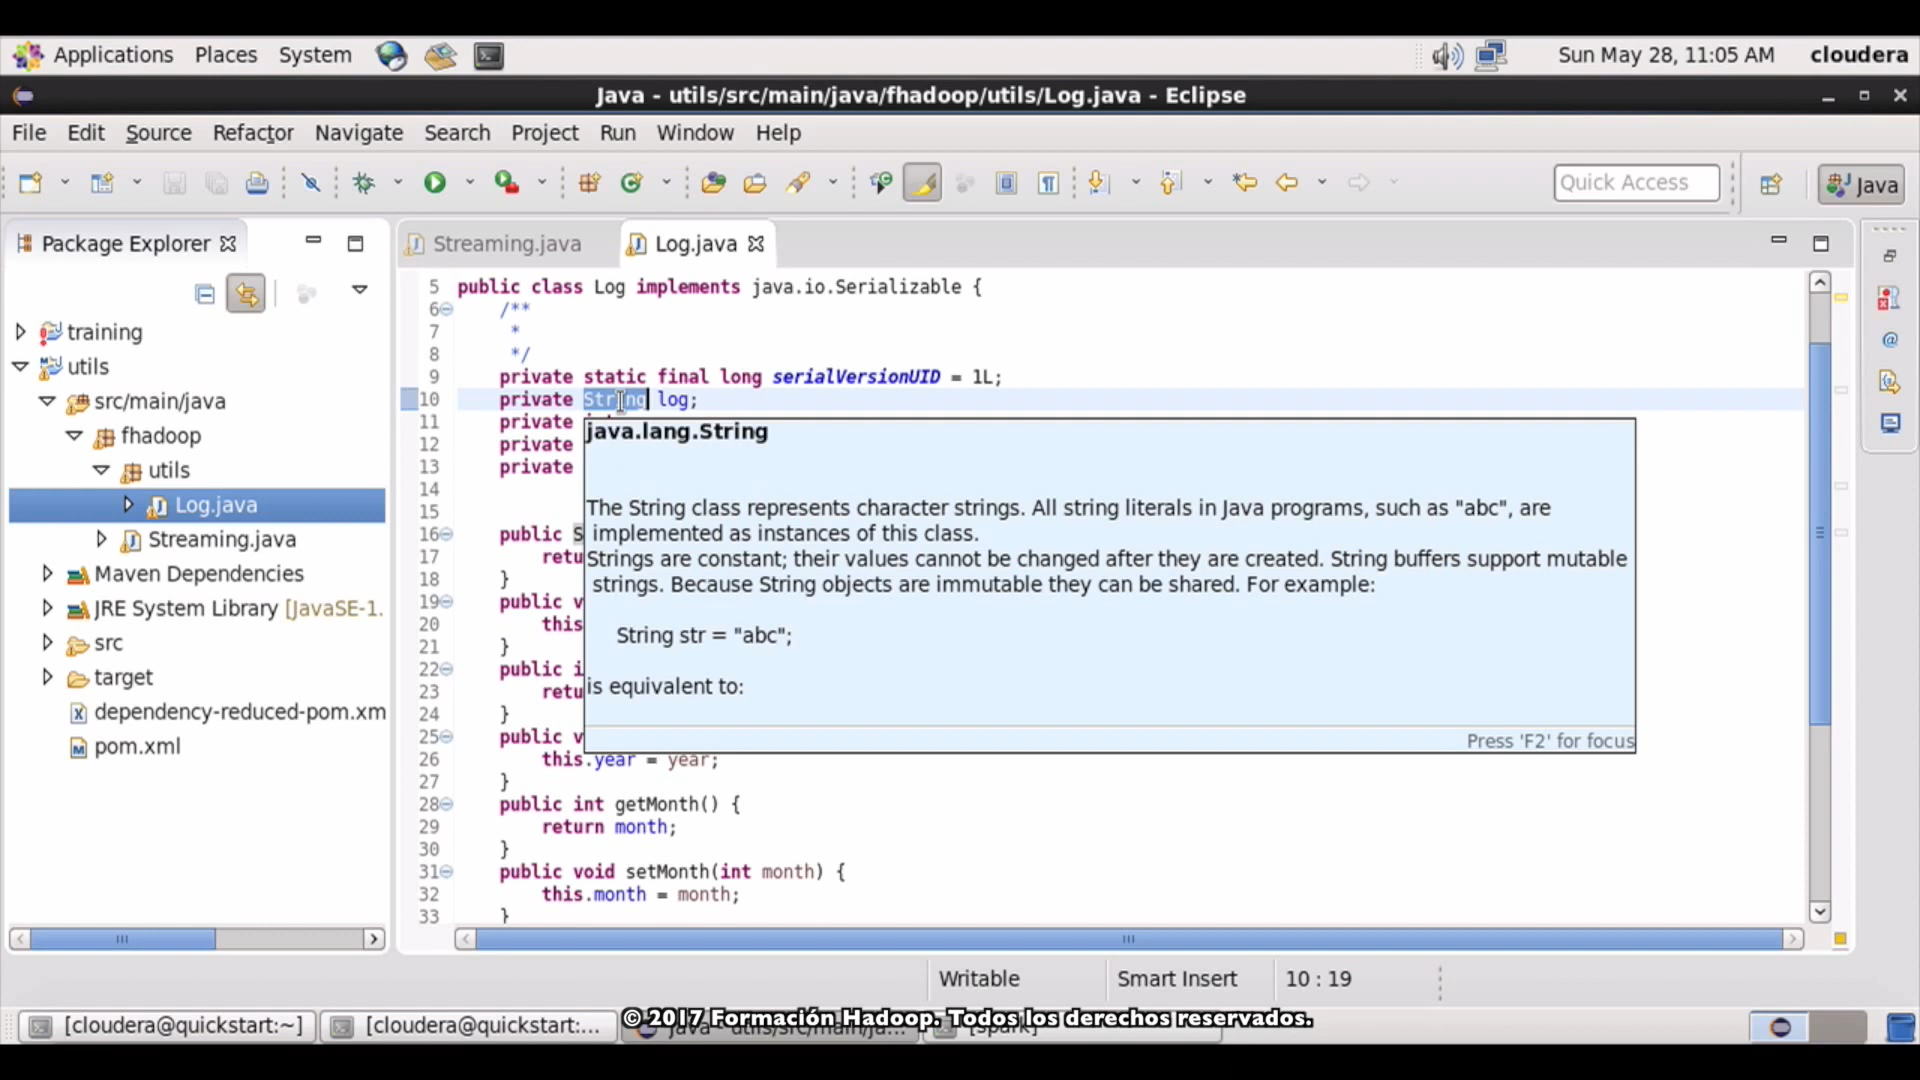 Applications Places System
Sun May 28, 11:05 AM cloudera
Java - utils/src/main/java/fhadoop/utils/Log.java - Eclipse
File Edit Source Refactor Navigate Search Project Run Window Help
Quick Access
Java
Package Explorer
training
utils
src/main/java
fhadoop
utils
Log.java
Streaming.java
Maven Dependencies
JRE System Library [JavaSE-1.
src
target
dependency-reduced-pom.xm
pom.xml
Streaming.java Log.java
5 public class Log implements java.io.Serializable {
6 /**
7 *
8 */
9 private static final long serialVersionUID = 1L;
10 private String log;
11 private
12 private
13 private
14
15
16 public S
17 retu
18 }
19 public v
20 this
21 }
22 public i
23 retu
24 }
25 public v
26 this.year = year;
27 }
28 public int getMonth() {
29 return month;
30 }
31 public void setMonth(int month) {
32 this.month = month;
33 }
java.lang.String
The String class represents character strings. All string literals in Java programs, such as "abc", are
implemented as instances of this class.
Strings are constant; their values cannot be changed after they are created. String buffers support mutable
strings. Because String objects are immutable they can be shared. For example:
String str = "abc";
is equivalent to:
Press 'F2' for focus
Writable Smart Insert 10 : 19
© 2017 Formación Hadoop. Todos los derechos reservados.
[cloudera@quickstart:~] [cloudera@quickstart:... java - utils/src/main/ja... [spark]